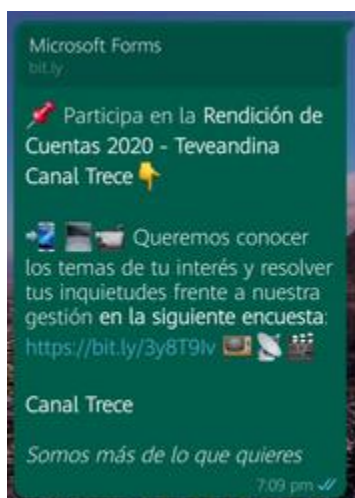 Microsoft Forms
bit.ly
📌 Participa en la Rendición de
Cuentas 2020 - Teveandina
Canal Trece👇
📲 💻📹 Queremos conocer
los temas de tu interés y resolver
tus inquietudes frente a nuestra
gestión en la siguiente encuesta:
https://bit.ly/3y8T9Iv 📺📡🎬
Canal Trece
Somos más de lo que quieres
7:09 pm